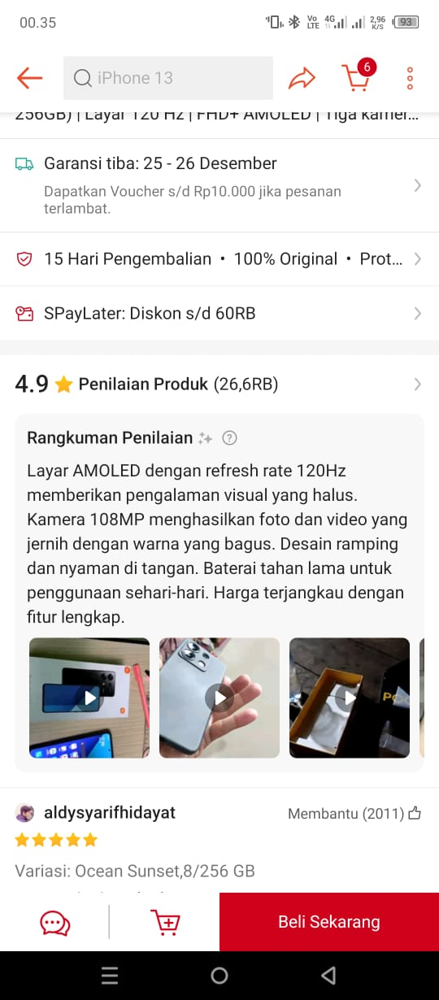 00.35
Vo LTE
4G
2,96 K/S
93
iPhone 13
6
256GB) | Layar 120 Hz | FHD+ AMOLED | Tiga kamer...
Garansi tiba: 25 - 26 Desember
Dapatkan Voucher s/d Rp10.000 jika pesanan
terlambat.
15 Hari Pengembalian • 100% Original • Prot...
SPayLater: Diskon s/d 60RB
4.9 Penilaian Produk (26,6RB)
Rangkuman Penilaian
?
Layar AMOLED dengan refresh rate 120Hz
memberikan pengalaman visual yang halus.
Kamera 108MP menghasilkan foto dan video yang
jernih dengan warna yang bagus. Desain ramping
dan nyaman di tangan. Baterai tahan lama untuk
penggunaan sehari-hari. Harga terjangkau dengan
fitur lengkap.
aldysyarifhidayat
Membantu (2011)
Variasi: Ocean Sunset,8/256 GB
Beli Sekarang